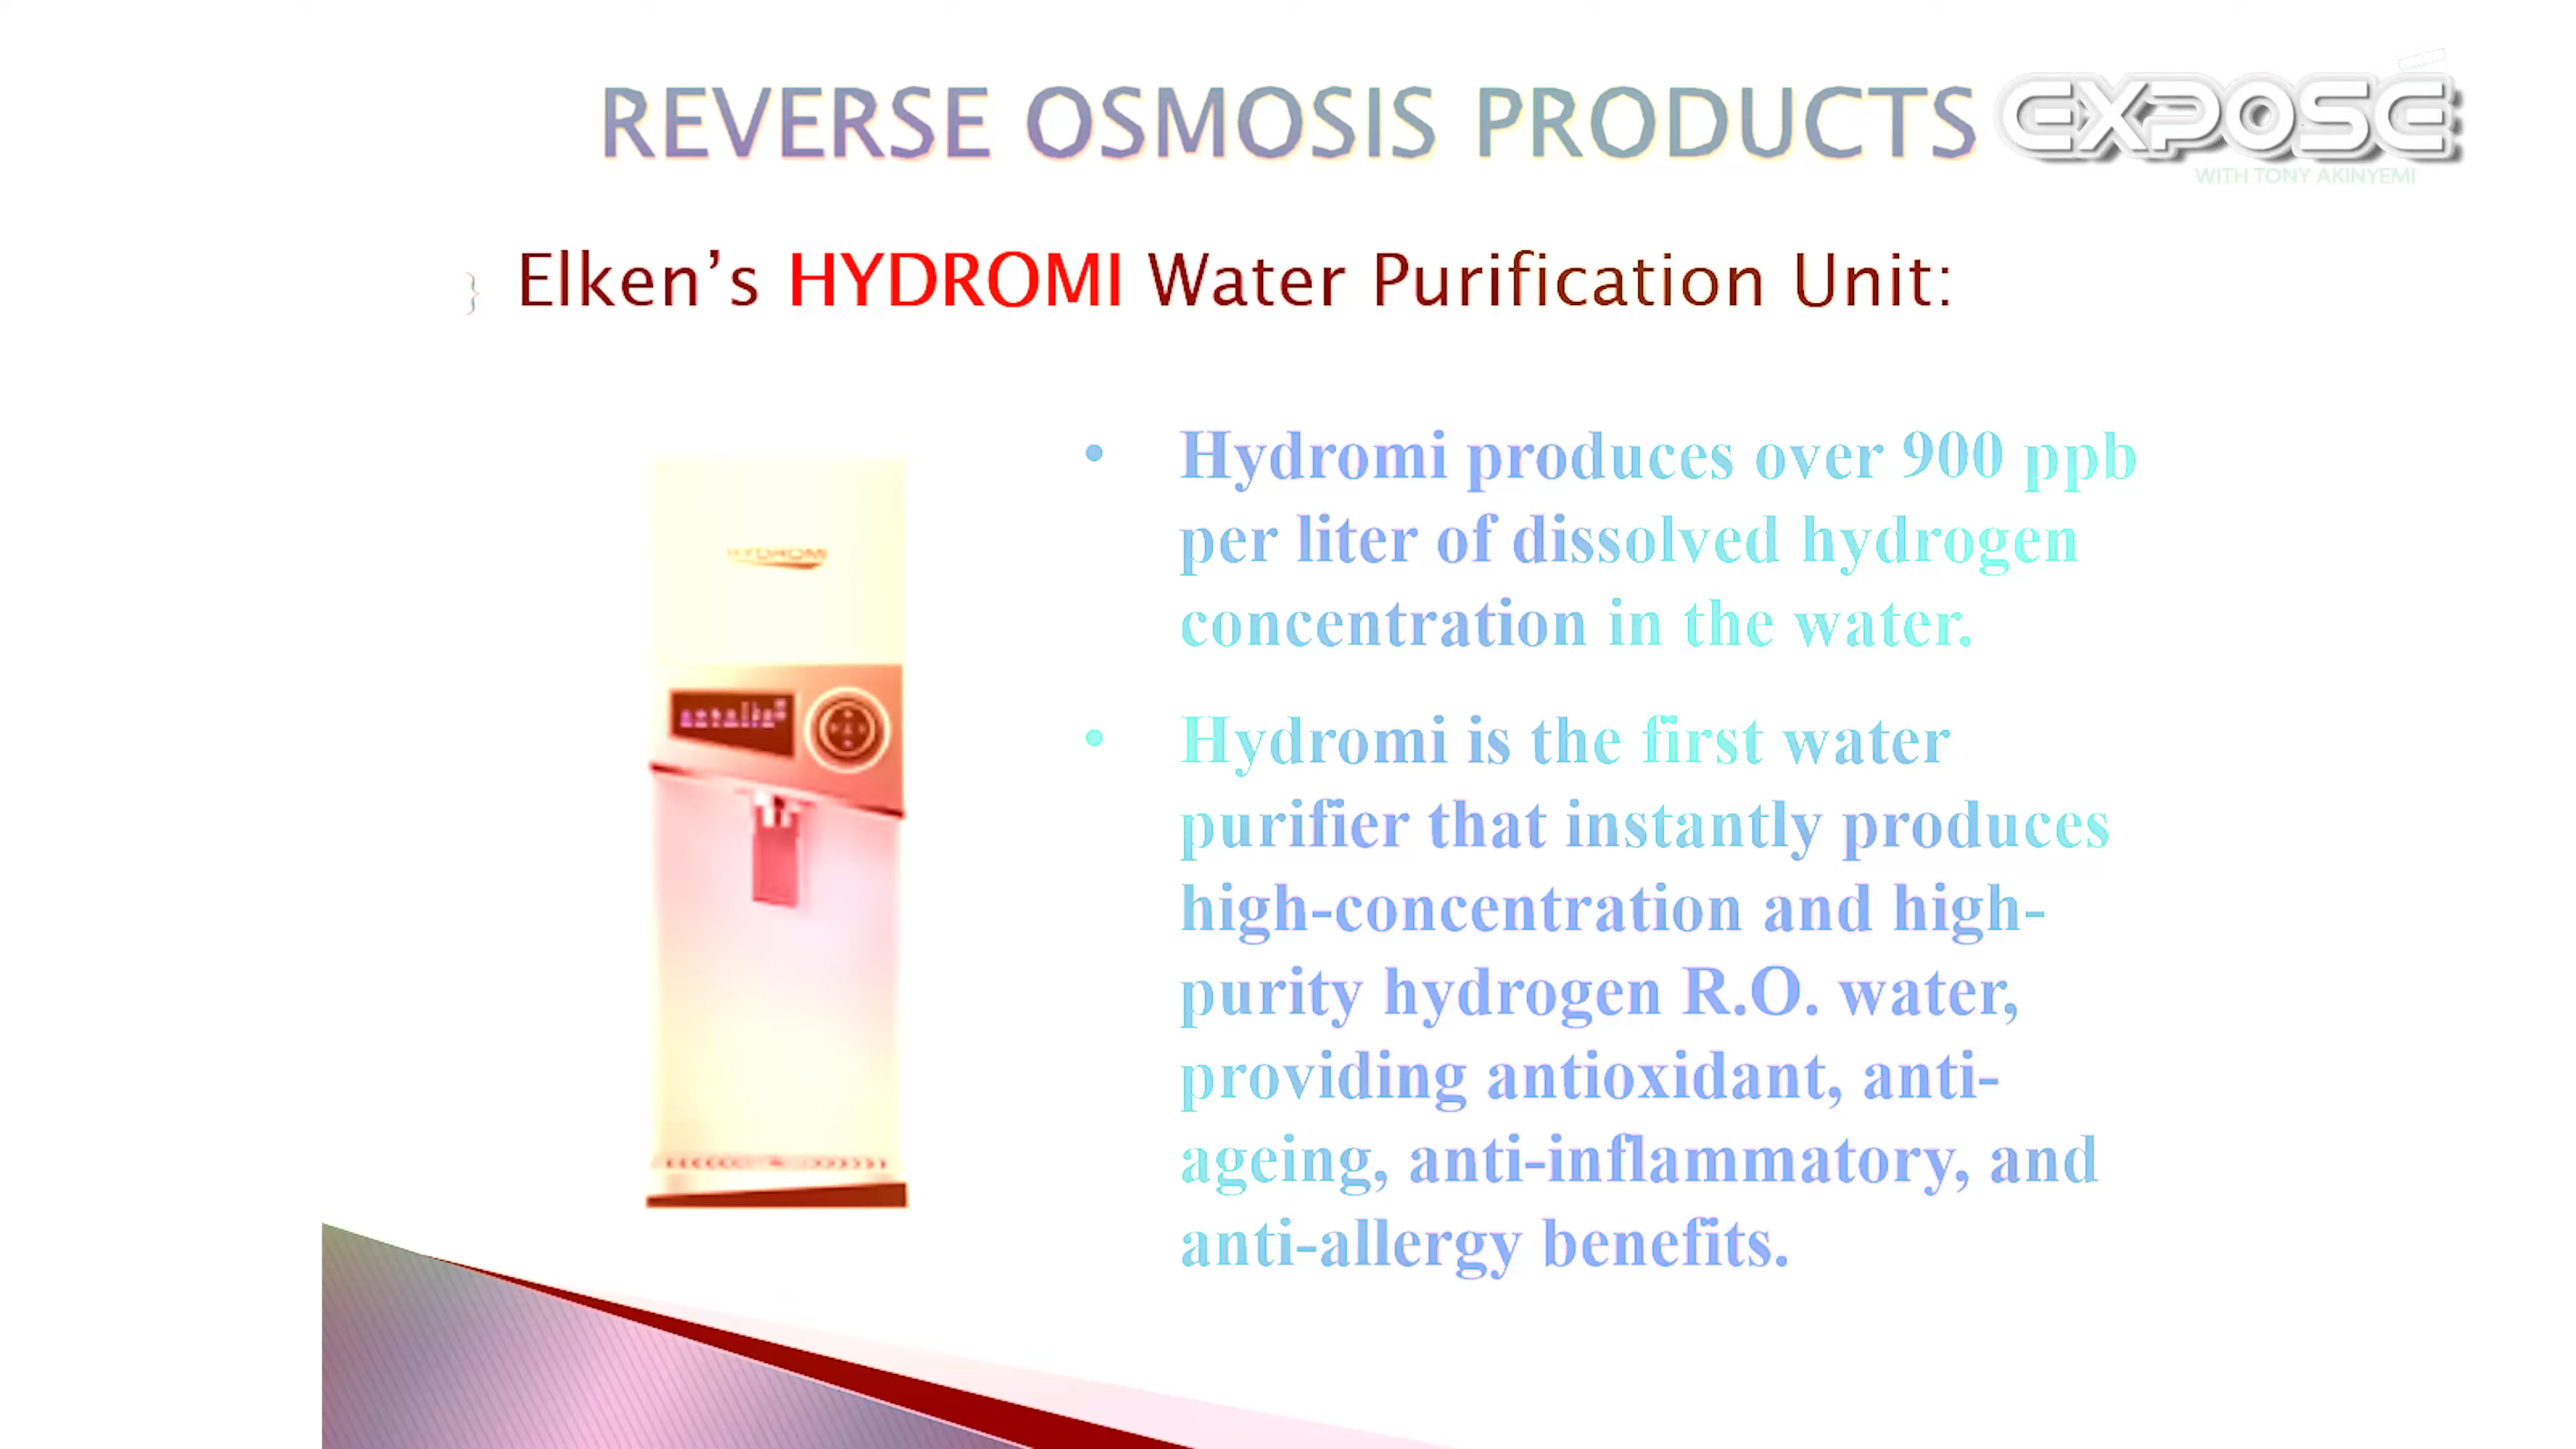 REVERSE OSMOSIS PRODUCTS
EXPOSÉ
WITH TONY AKINYEMI
} Elken’s HYDROMI Water Purification Unit:
HYDROMI
• Hydromi produces over 900 ppb
per liter of dissolved hydrogen
concentration in the water.
• Hydromi is the first water
purifier that instantly produces
high-concentration and high-
purity hydrogen R.O. water,
providing antioxidant, anti-
ageing, anti-inflammatory, and
anti-allergy benefits.